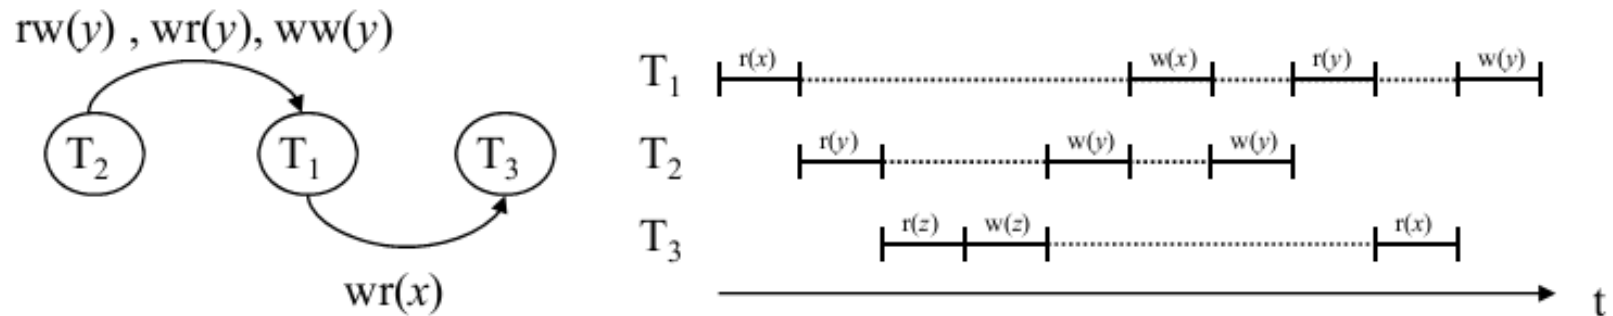 rw(y) , wr(y), ww(y)
T₂ T₁ T₃
wr(x)
T₁ r(x) w(x) r(y) w(y)
T₂ r(y) w(y) w(y)
T₃ r(z) w(z) r(x)
t